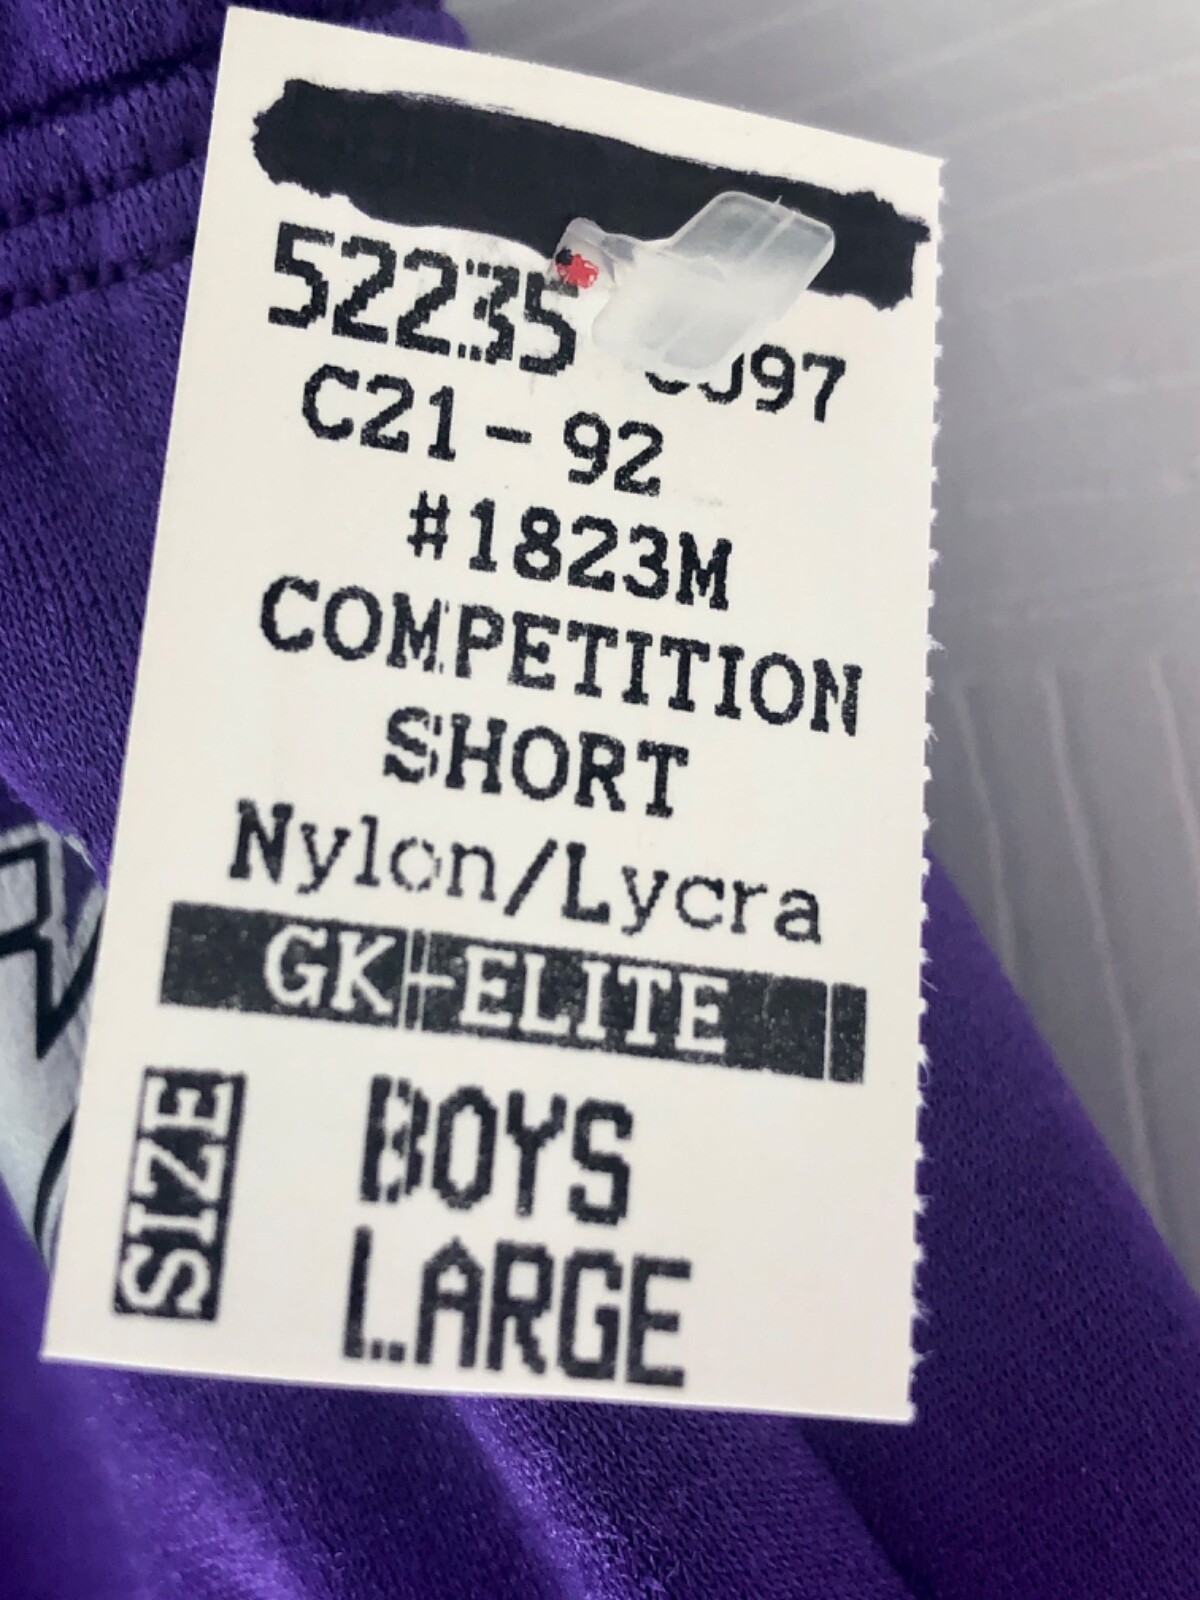 52235
C21-92
#1823M
COMPETITION
SHORT
Nylon/Lycra
GK-ELITE
SIZE
BOYS
LARGE